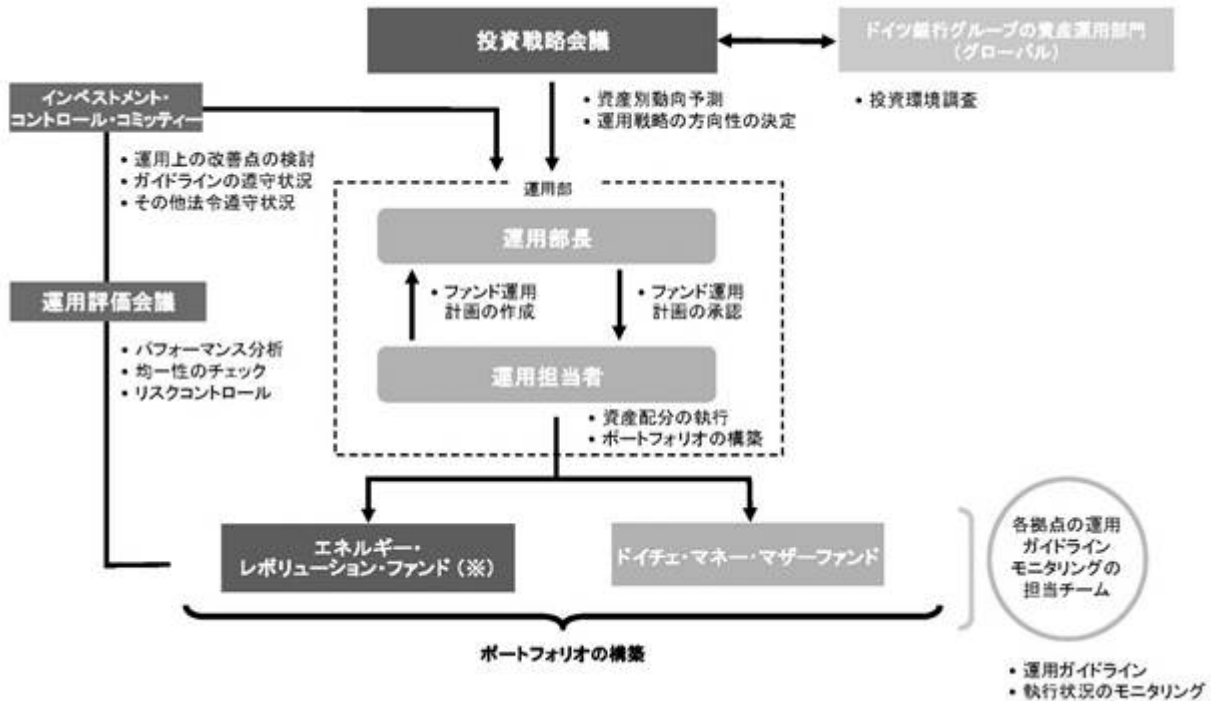 投資戦略会議
ドイツ銀行グループの資産運用部門
(グローバル)
• 資産別動向予測
• 運用戦略の方向性の決定
• 投資環境調査
インベストメント・
コントロール・コミッティー
• 運用上の改善点の検討
• ガイドラインの遵守状況
• その他法令遵守状況
運用部
運用部長
• ファンド運用
計画の作成
• ファンド運用
計画の承認
運用評価会議
• パフォーマンス分析
• 均一性のチェック
• リスクコントロール
運用担当者
• 資産配分の執行
• ポートフォリオの構築
エネルギー・
レボリューション・ファンド(※)
ドイチェ・マネー・マザーファンド
各拠点の運用
ガイドライン
モニタリングの
担当チーム
ポートフォリオの構築
• 運用ガイドライン
• 執行状況のモニタリング